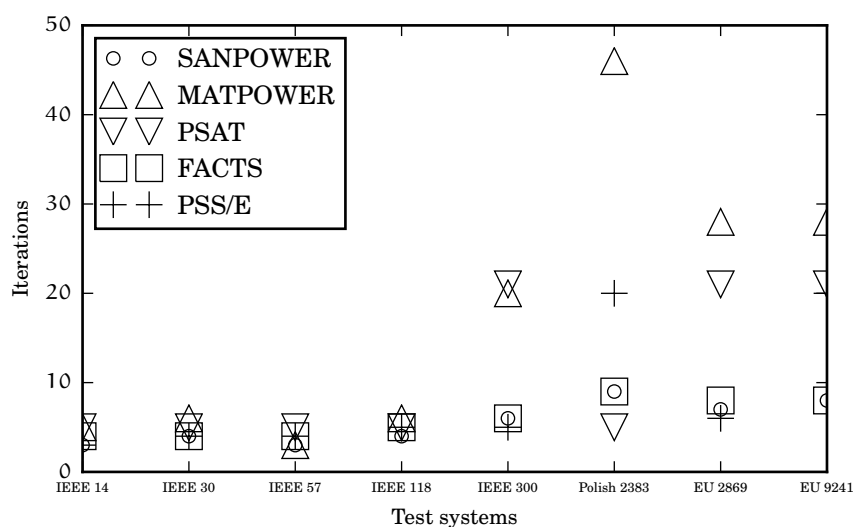 50
40
30
20
10
0
Iterions
SANPOWER
MATPOWER
PSAT
FACTS
PSS/E
IEEE 14 IEEE 30 IEEE 57 IEEE 118 IEEE 300 Polish 2383 EU 2869 EU 9241
Test systems